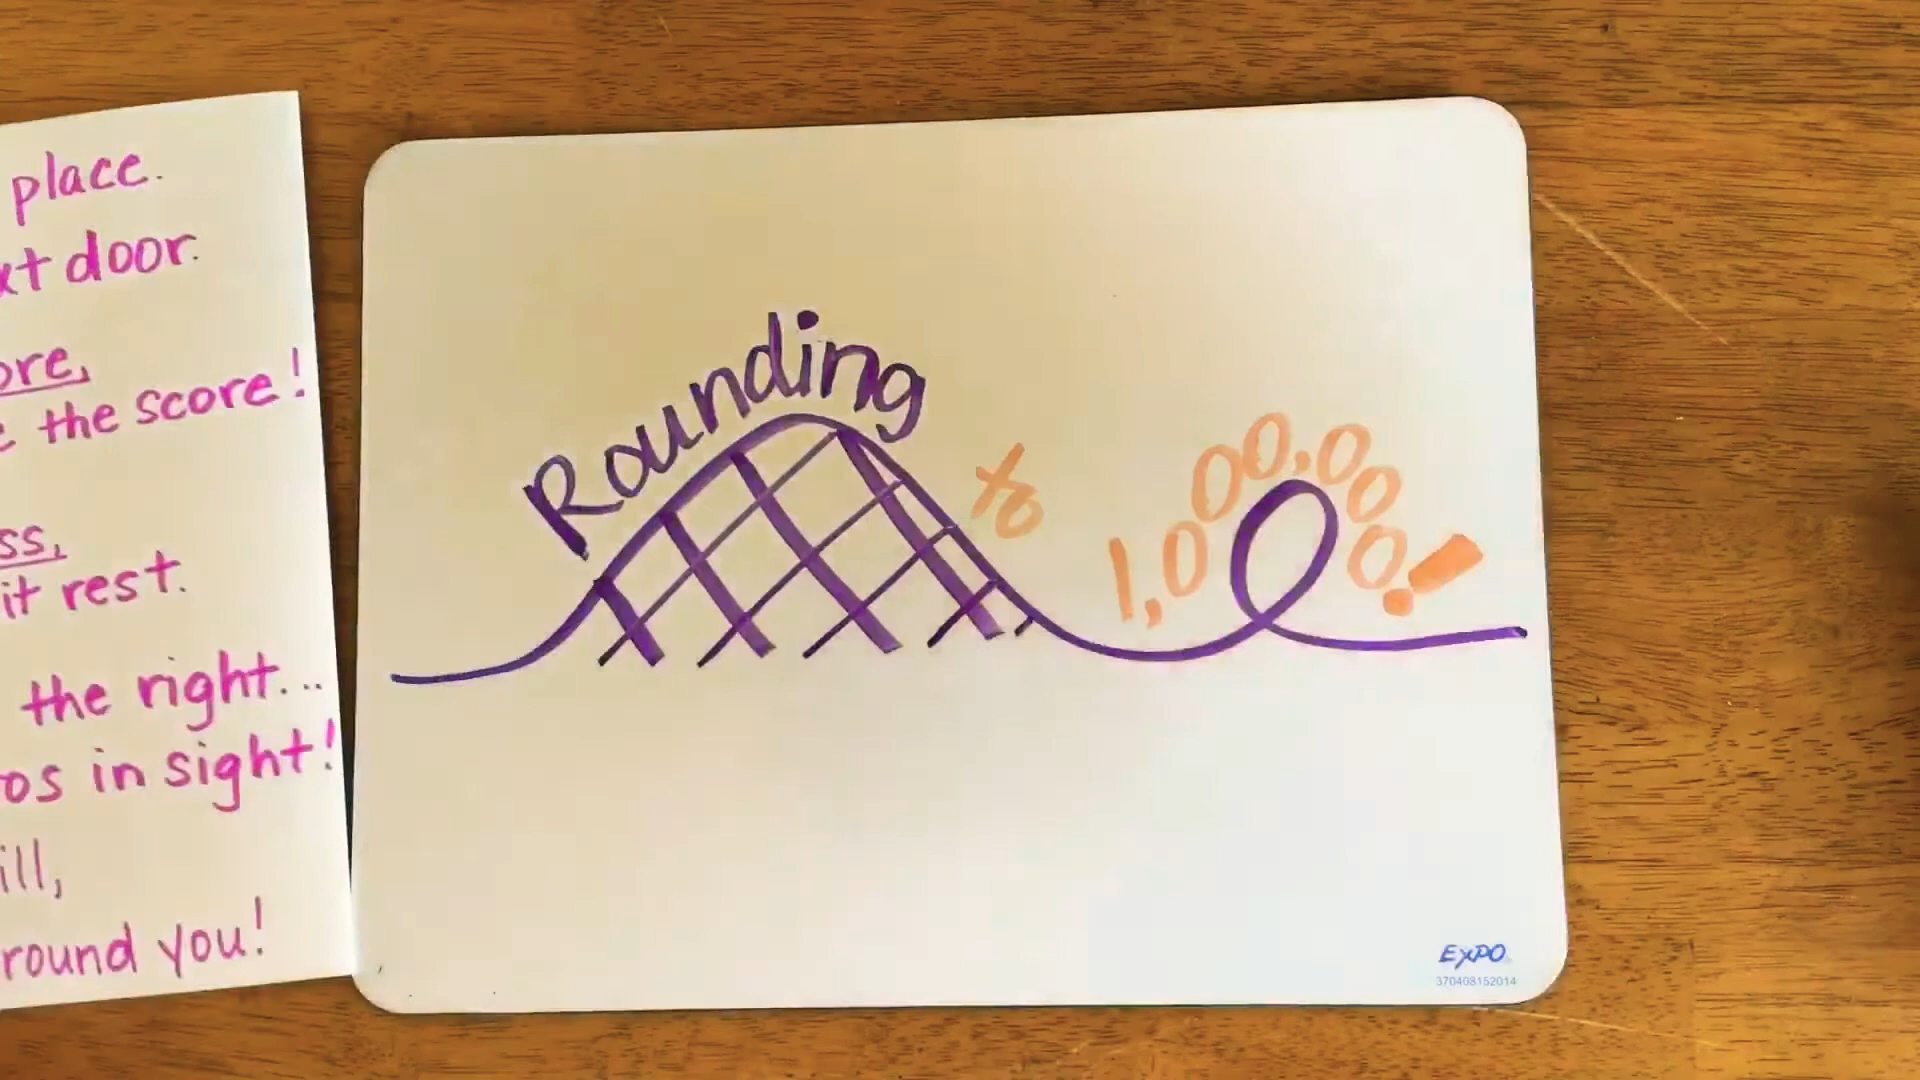 place.
xt door.
ore,
e the score!
ss,
it rest.
the right...
os in sight!
ill,
round you!
Rounding
to
1,000,000!
EXPO
370408152014